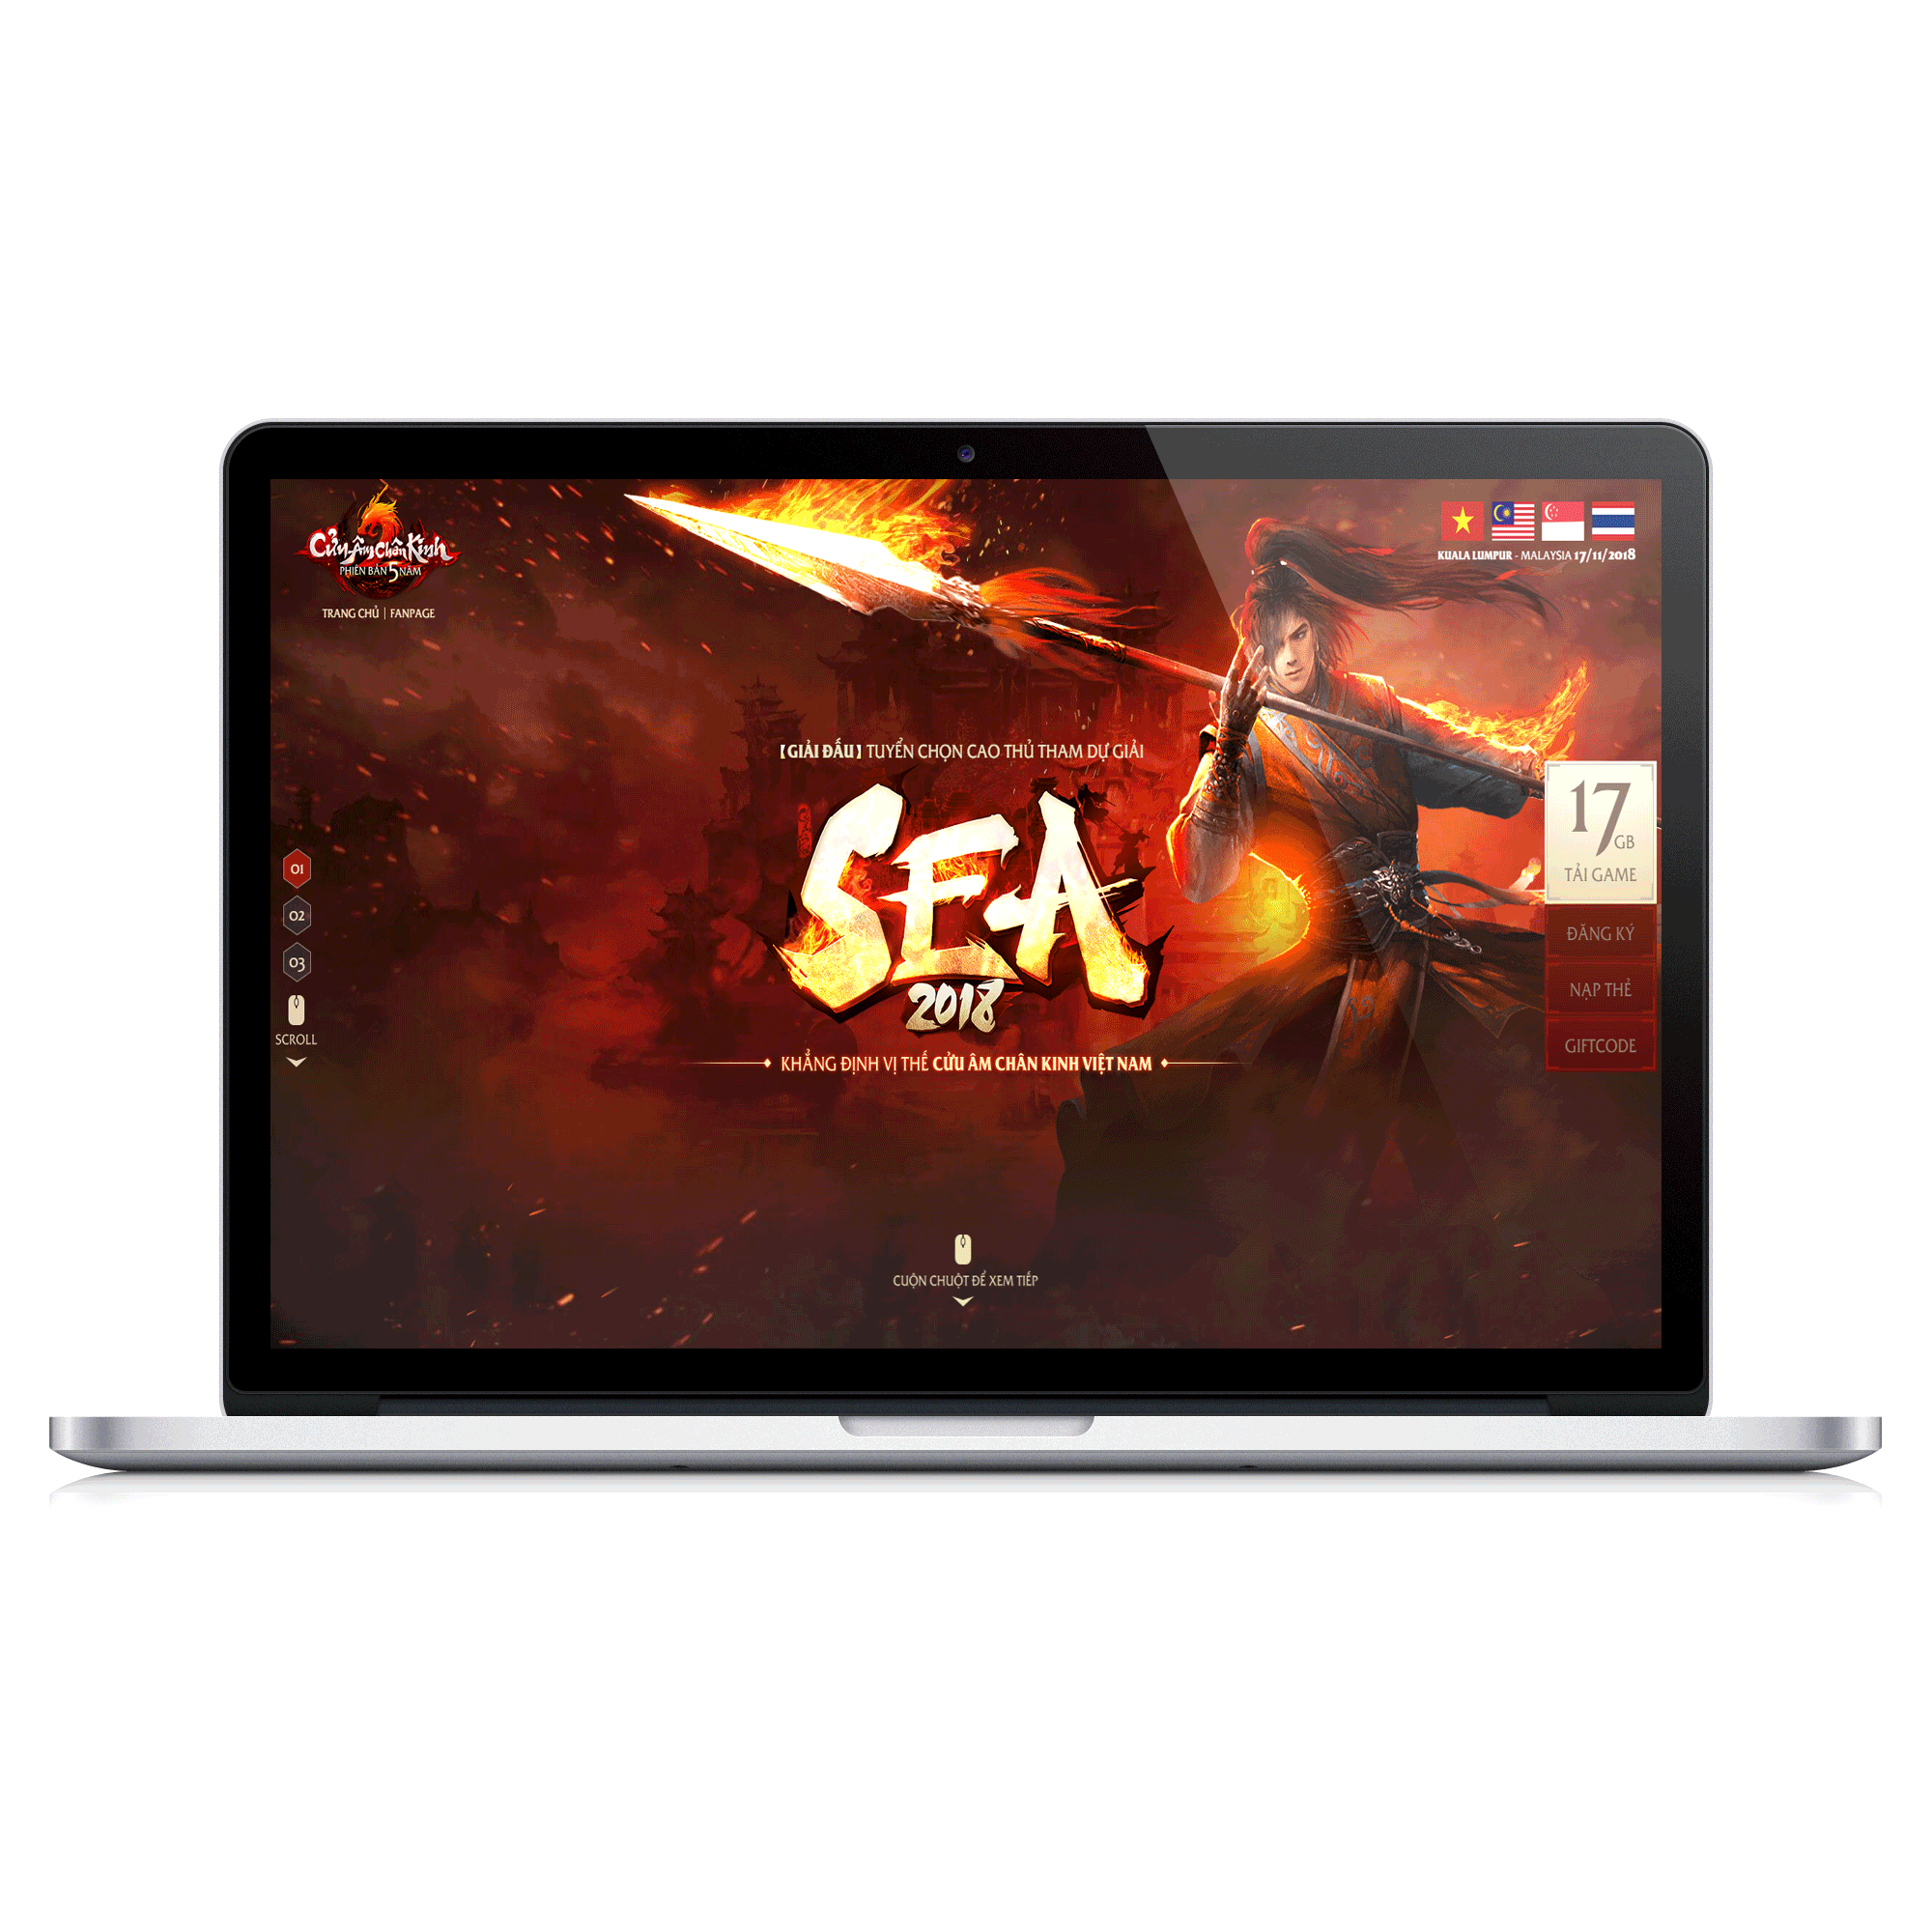 Cửu Âm Chân Kinh
PHIÊN BẢN 5 NĂM
TRANG CHỦ | FANPAGE
KUALA LUMPUR - MALAYSIA 17/11/2018
[GIẢI ĐẤU] TUYỂN CHỌN CAO THỦ THAM DỰ GIẢI
SEA
2018
KHẲNG ĐỊNH VỊ THẾ CỬU ÂM CHÂN KINH VIỆT NAM
01
02
03
SCROLL
17 GB
TẢI GAME
ĐĂNG KÝ
NẠP THẺ
GIFTCODE
CUỘN CHUỘT ĐỂ XEM TIẾP